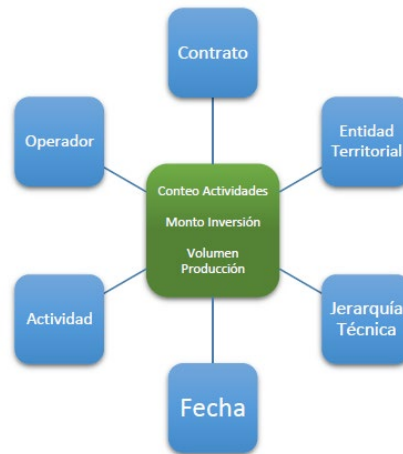 Contrato
Operador
Entidad
Territorial
Conteo Actividades
Monto Inversión
Volumen
Producción
Actividad
Jerarquía
Técnica
Fecha